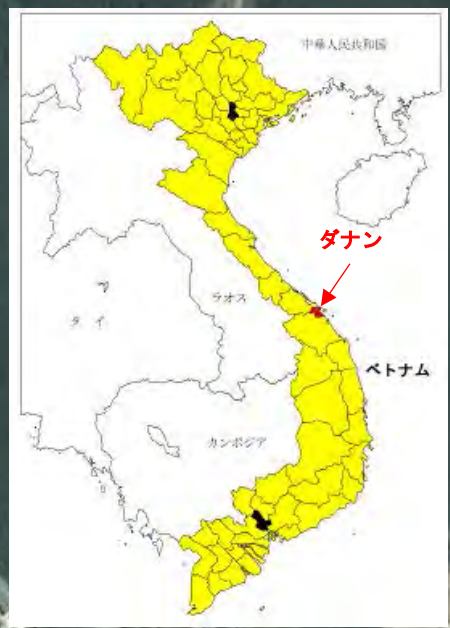 中華人民共和国
ダナン
ラオス
タイ
ベトナム
カンボジア